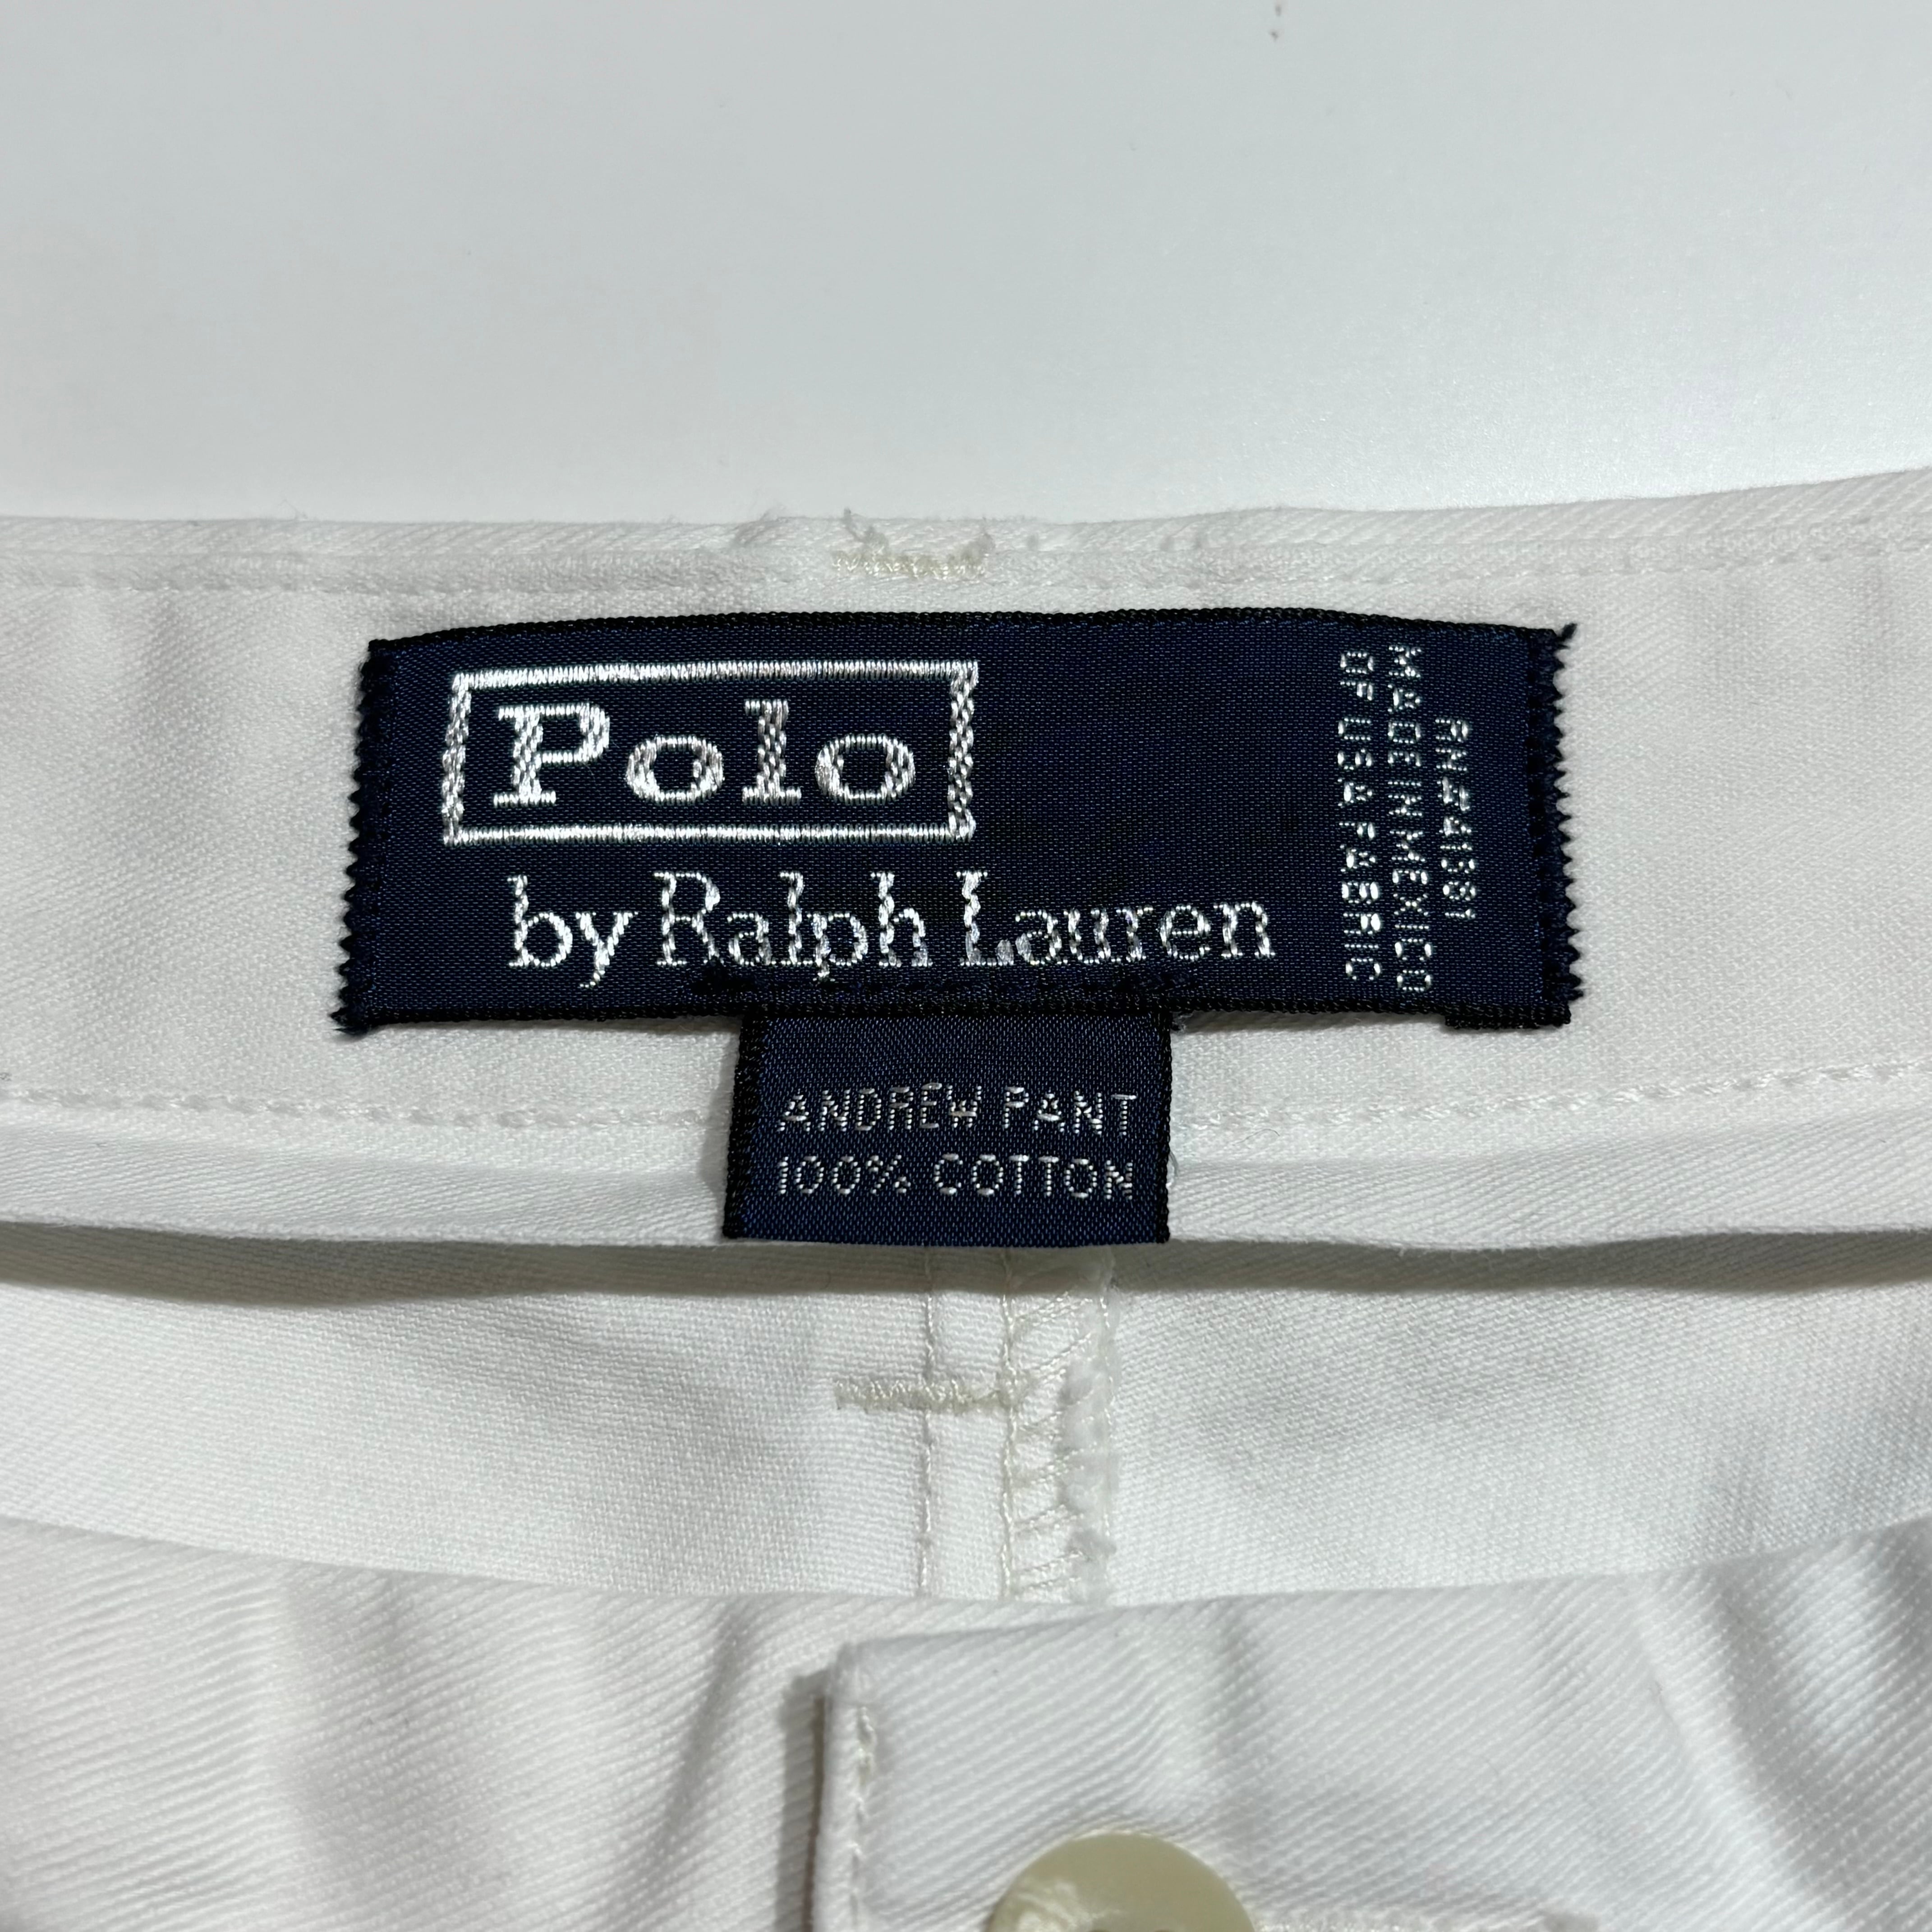 Polo
by Ralph Lauren
RN=41381
MADE IN MEXICO
OF USA FABRIC
ANDREW PANT
100% COTTON